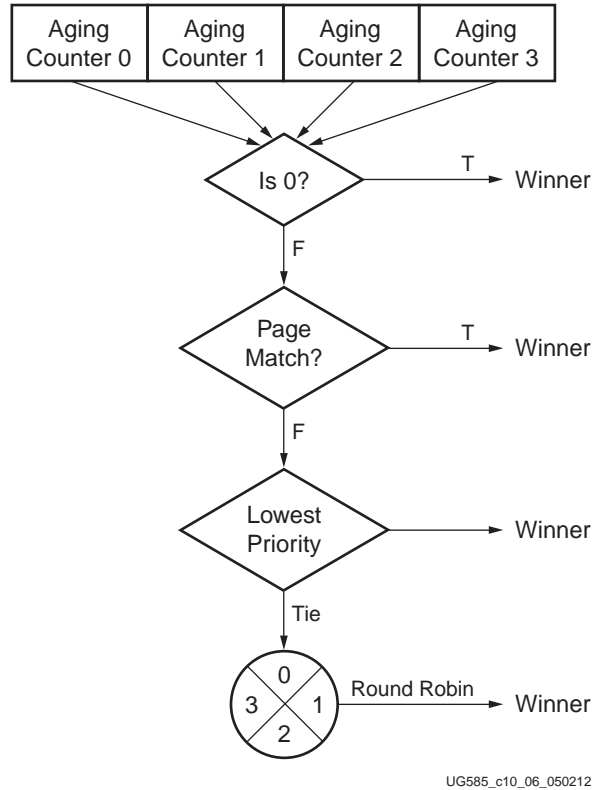 Aging Counter 0
Aging Counter 1
Aging Counter 2
Aging Counter 3
Is 0?
T
Winner
F
Page
Match?
T
Winner
F
Lowest
Priority
Winner
Tie
0
3
1
2
Round Robin
Winner
UG585_c10_06_050212